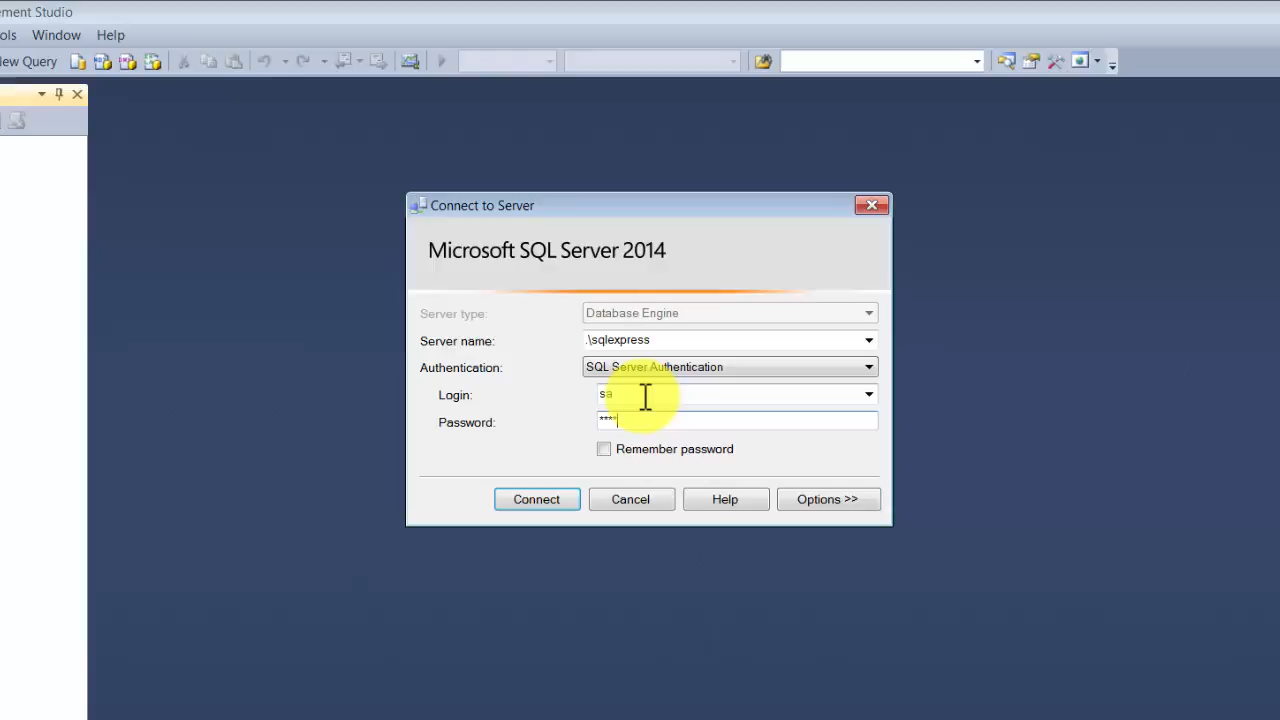 ement Studio
ols Window Help
ew Query
Connect to Server
Microsoft SQL Server 2014
Server type: Database Engine
Server name: .\sqlexpress
Authentication: SQL Server Authentication
Login: sa
Password: ****
Remember password
Connect Cancel Help Options >>